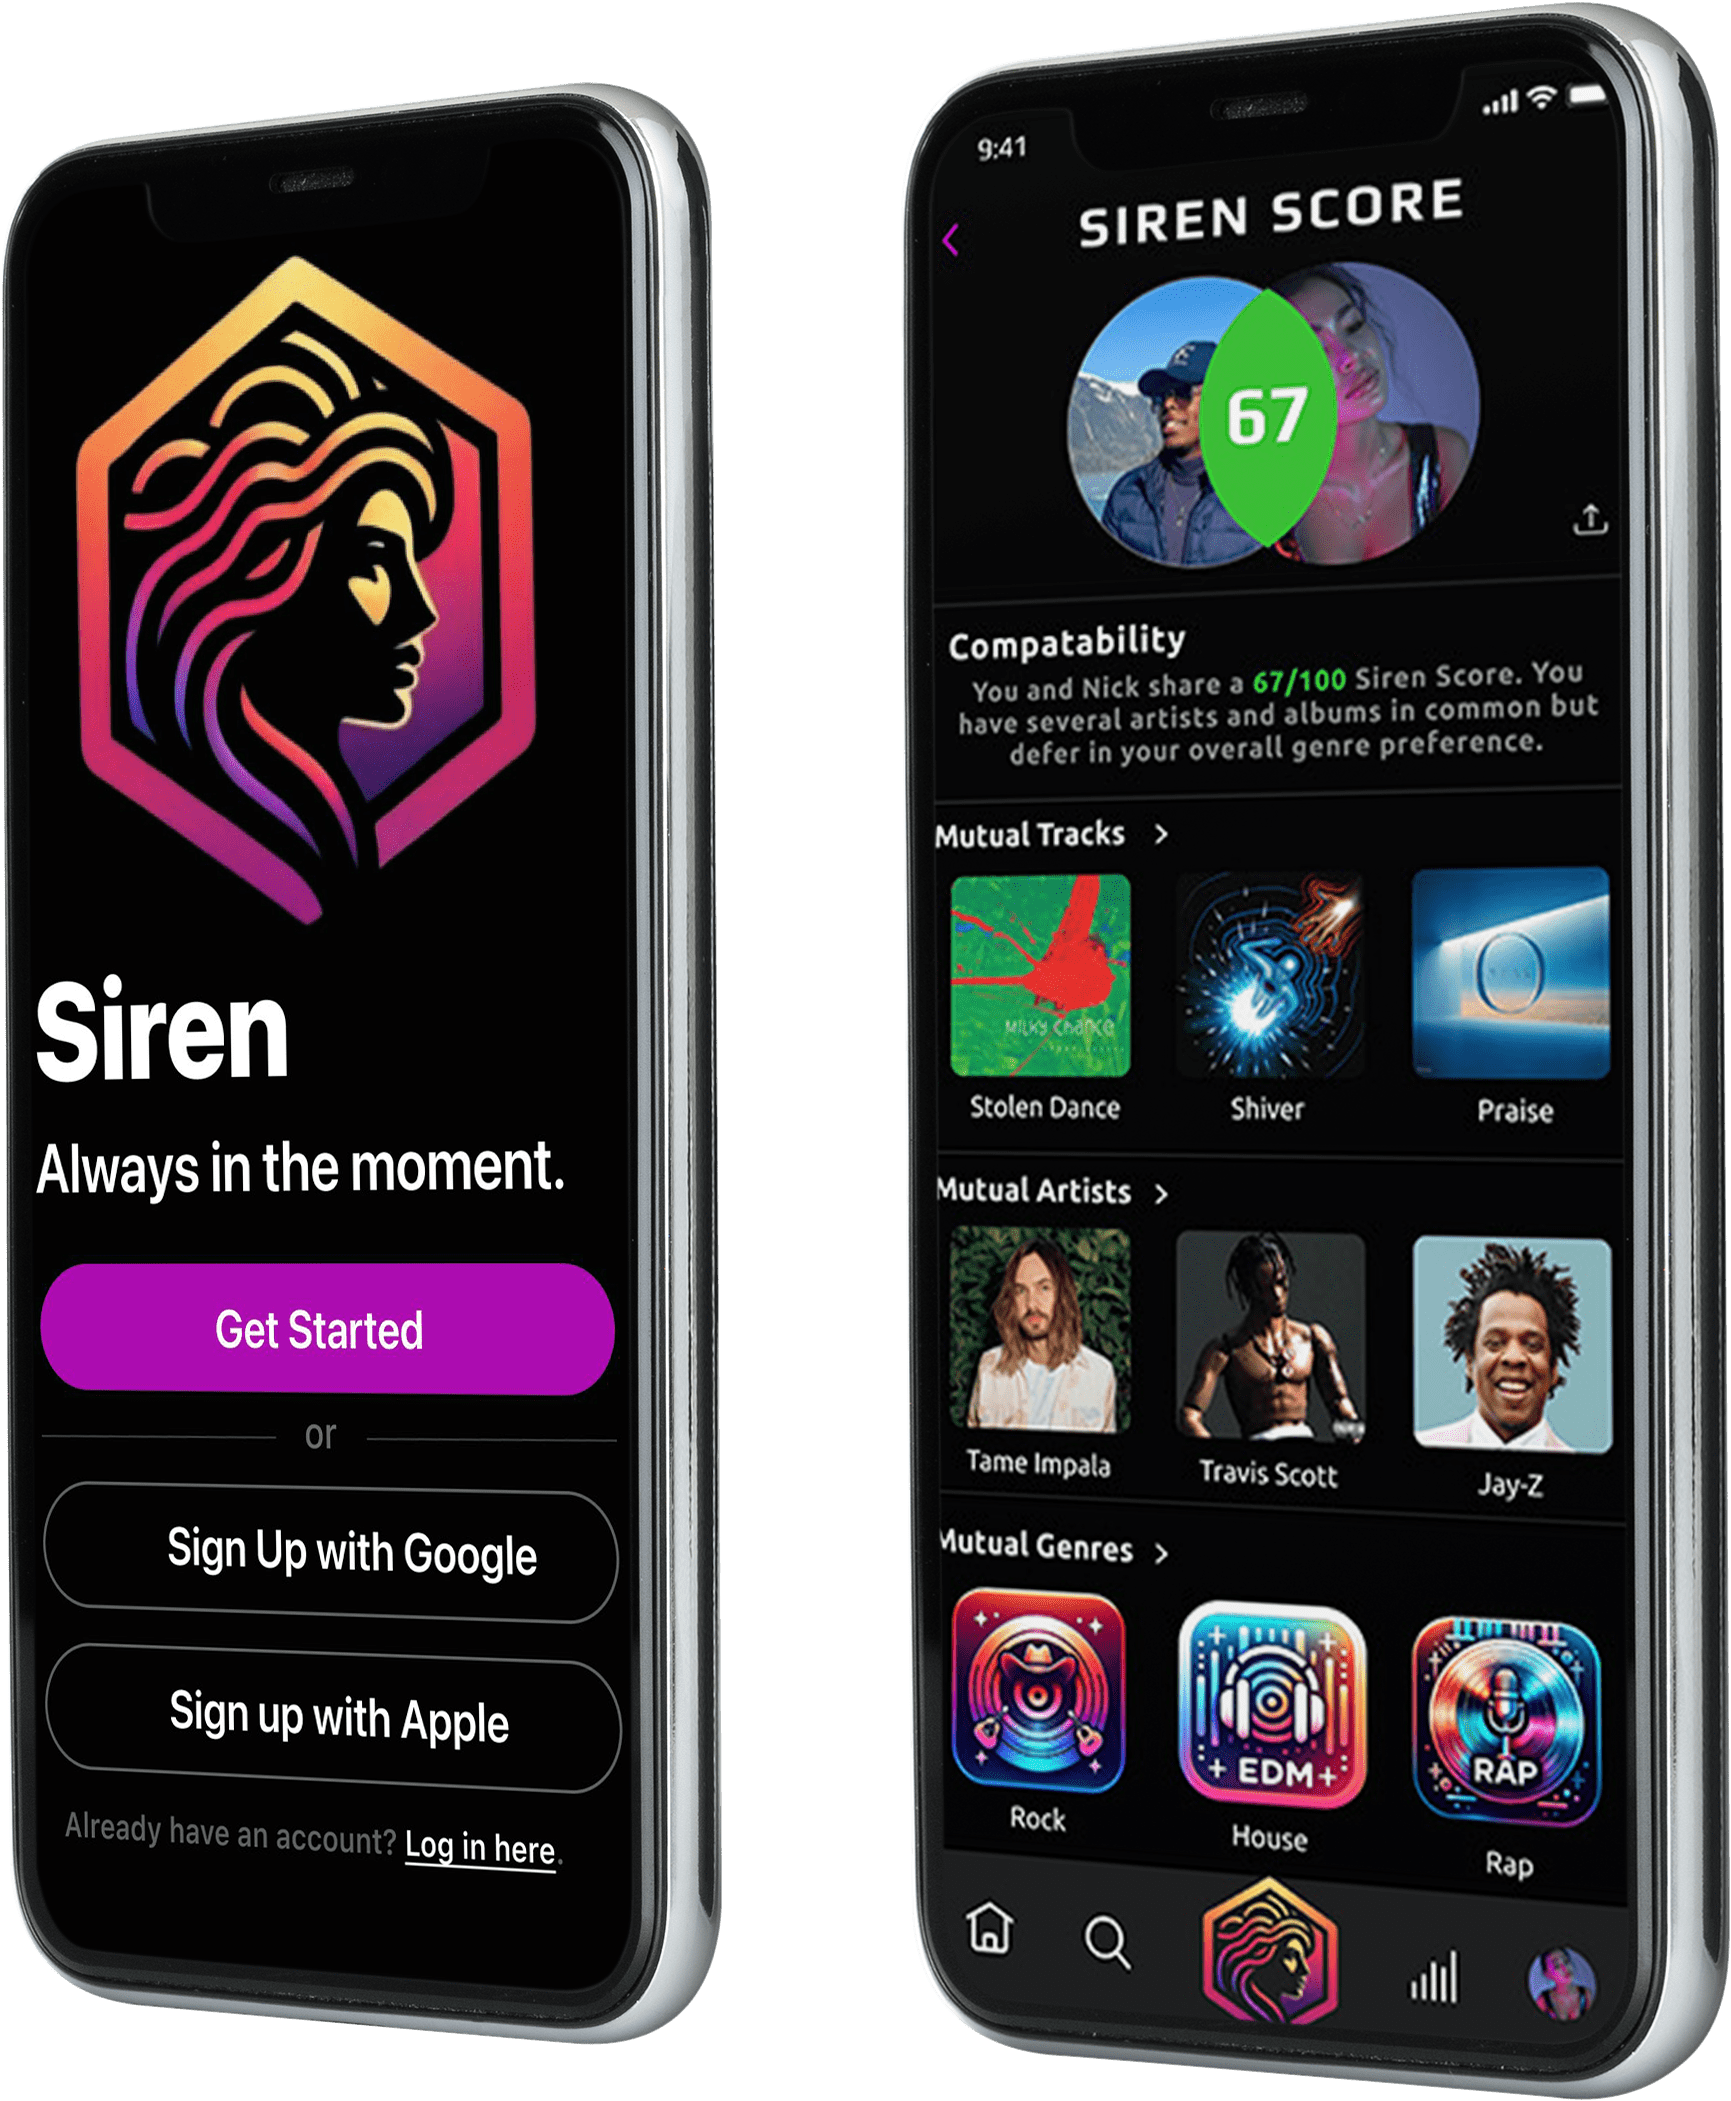 Siren
Always in the moment.
Get Started
or
Sign Up with Google
Sign up with Apple
Already have an account? Log in here.
9:41
SIREN SCORE
67
Compatability
You and Nick share a 67/100 Siren Score. You
have several artists and albums in common but
defer in your overall genre preference.
Mutual Tracks >
MiLky chance
Stolen Dance
Shiver
Praise
Mutual Artists >
Tame Impala
Travis Scott
Jay-Z
Mutual Genres >
EDM
RAP
Rock
House
Rap